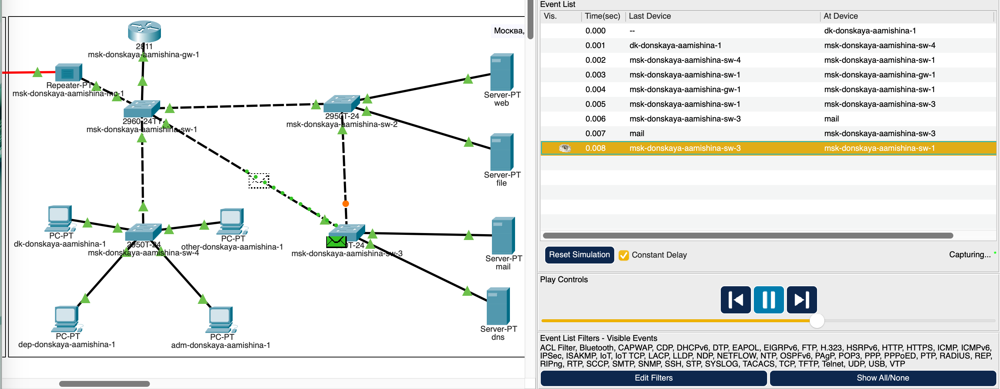 Москва,
2811
msk-donskaya-aamishina-gw-1
Repeater-PT
msk-donskaya-aamishina-mc-1
2960-24TT
msk-donskaya-aamishina-sw-1
2950T-24
msk-donskaya-aamishina-sw-2
Server-PT
web
Server-PT
file
PC-PT
dk-donskaya-aamishina-1
2950T-24
msk-donskaya-aamishina-sw-4
PC-PT
other-donskaya-aamishina-1
0T-24
msk-donskaya-aamishina-sw-3
Server-PT
mail
Server-PT
dns
PC-PT
dep-donskaya-aamishina-1
PC-PT
adm-donskaya-aamishina-1
Event List
Vis. Time(sec) Last Device At Device
0.000 -- dk-donskaya-aamishina-1
0.001 dk-donskaya-aamishina-1 msk-donskaya-aamishina-sw-4
0.002 msk-donskaya-aamishina-sw-4 msk-donskaya-aamishina-sw-1
0.003 msk-donskaya-aamishina-sw-1 msk-donskaya-aamishina-gw-1
0.004 msk-donskaya-aamishina-gw-1 msk-donskaya-aamishina-sw-1
0.005 msk-donskaya-aamishina-sw-1 msk-donskaya-aamishina-sw-3
0.006 msk-donskaya-aamishina-sw-3 mail
0.007 mail msk-donskaya-aamishina-sw-3
0.008 msk-donskaya-aamishina-sw-3 msk-donskaya-aamishina-sw-1
Reset Simulation Constant Delay Capturing... *
Play Controls
Event List Filters - Visible Events
ACL Filter, Bluetooth, CAPWAP, CDP, DHCPv6, DTP, EAPOL, EIGRPv6, FTP, H.323, HSRPv6, HTTP, HTTPS, ICMP, ICMPv6,
IPSec, ISAKMP, IoT, IoT TCP, LACP, LLDP, NDP, NETFLOW, NTP, OSPFv6, PAgP, POP3, PPP, PPPoED, PTP, RADIUS, REP,
RIPng, RTP, SCCP, SMTP, SNMP, SSH, STP, SYSLOG, TACACS, TCP, TFTP, Telnet, UDP, USB, VTP
Edit Filters Show All/None